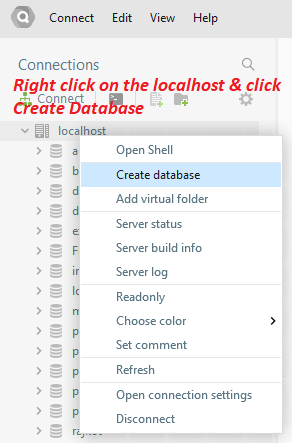 Connect Edit View Help
Connections
Right click on the localhost & click
Create Database
Connect
localhost
a
Open Shell
b
Create database
d
Add virtual folder
d
Server status
e
F
Server build info
in
Server log
lo
Readonly
m
Choose color
p
Set comment
p
p
Refresh
p
Open connection settings
p
Disconnect